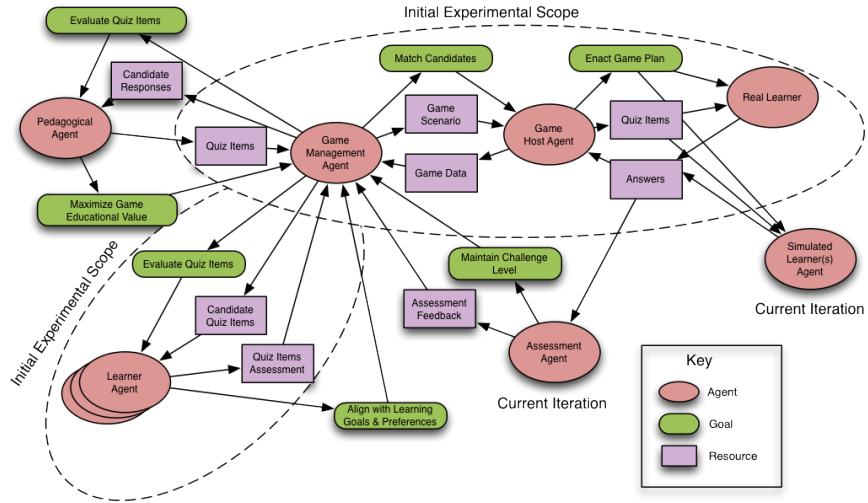 Initial Experimental Scope
Evaluate Quiz Items
Candidate
Responses
Pedagogical
Agent
Quiz Items
Maximize Game
Educational Value
Game
Management
Agent
Match Candidates
Game
Scenario
Game Data
Game
Host Agent
Enact Game Plan
Quiz Items
Answers
Real Learner
Simulated
Learner(s)
Agent
Current Iteration
Initial Experimental Scope
Evaluate Quiz Items
Candidate
Quiz Items
Quiz Items
Assessment
Learner
Agent
Align with Learning
Goals & Preferences
Maintain Challenge
Level
Assessment
Feedback
Assessment
Agent
Current Iteration
Key
Agent
Goal
Resource